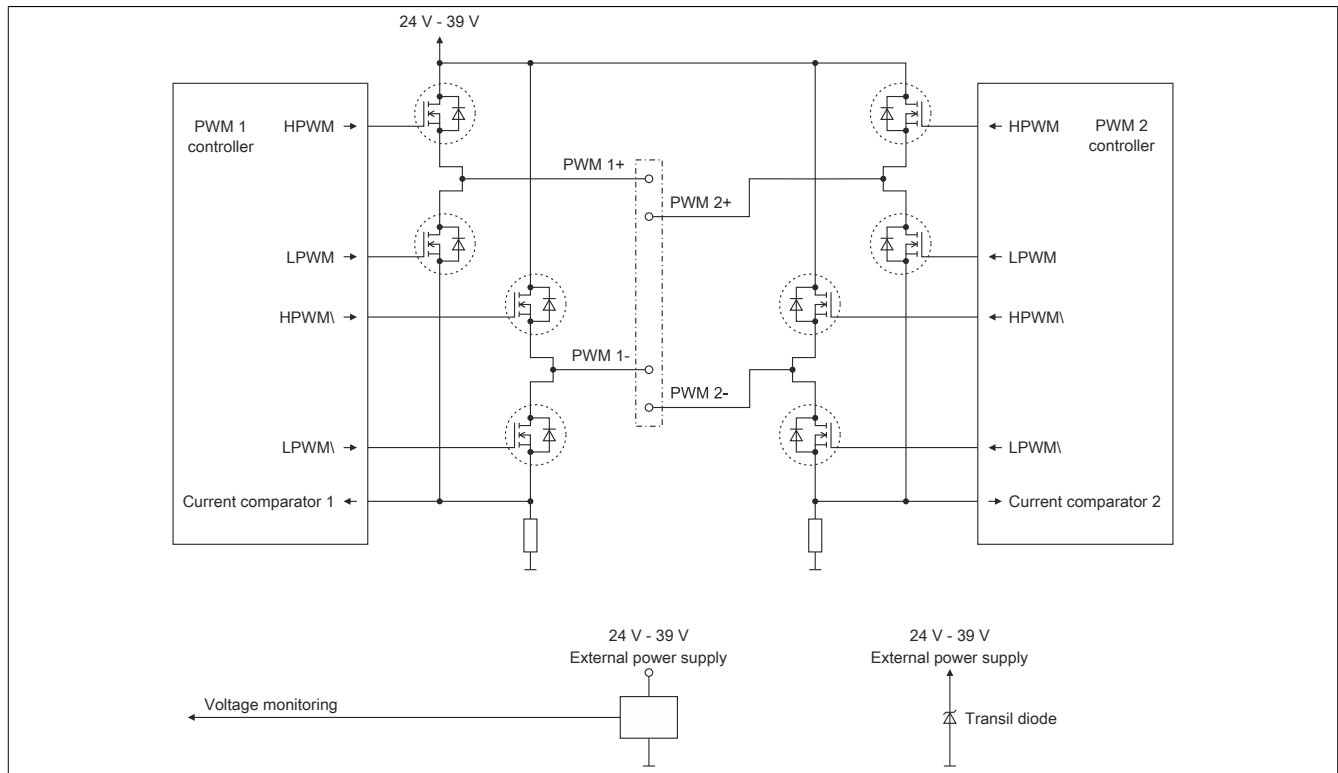 24 V - 39 V
PWM 1
controller
HPWM
LPWM
HPWM\
LPWM\
Current comparator 1
PWM 1+
PWM 2+
PWM 1-
PWM 2-
HPWM
PWM 2
controller
LPWM
HPWM\
LPWM\
Current comparator 2
24 V - 39 V
External power supply
Voltage monitoring
24 V - 39 V
External power supply
Transil diode